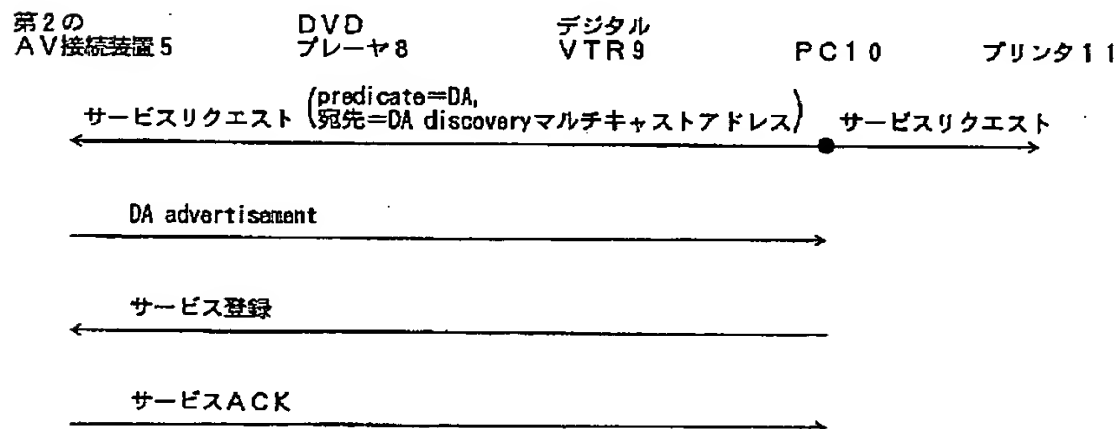 第2の
AV接続装置5
DVD
プレーヤ8
デジタル
VTR9
PC10
プリンタ11
サービスリクエスト
(predicate=DA,
宛先=DA discoveryマルチキャストアドレス)
サービスリクエスト
DA advertisement
サービス登録
サービスACK